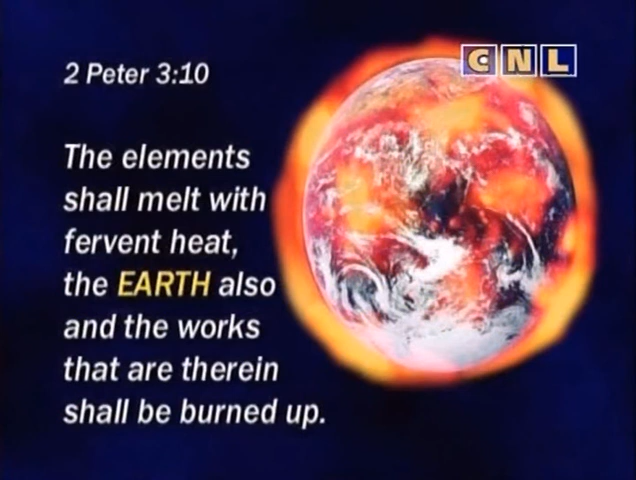 CNL
2 Peter 3:10
The elements
shall melt with
fervent heat,
the EARTH also
and the works
that are therein
shall be burned up.